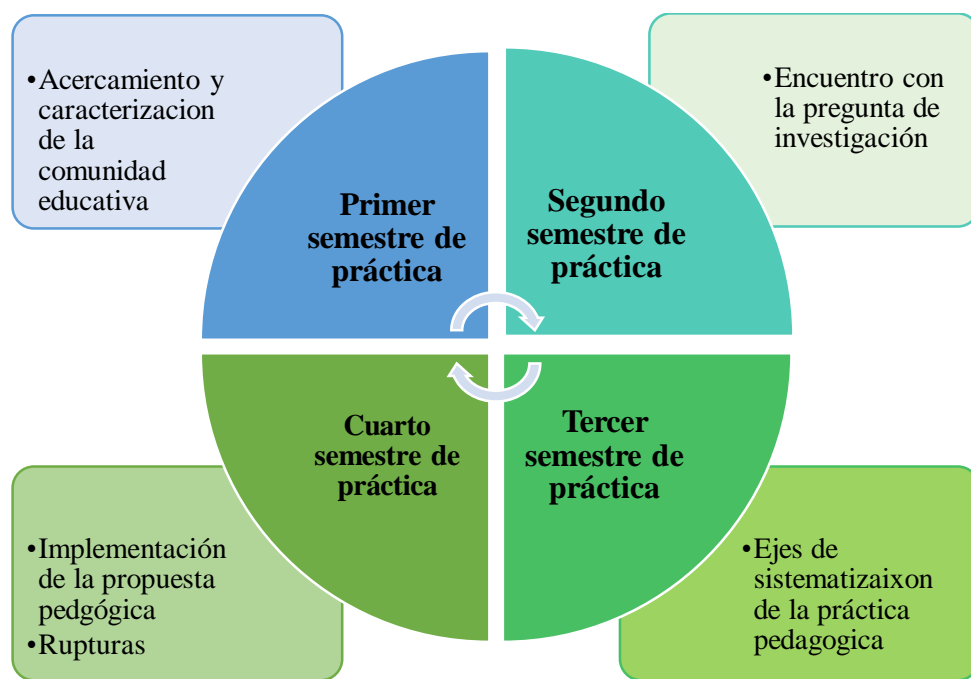 •Acercamiento y
caracterizacion
de la
comunidad
educativa
Primer
semestre de
práctica
Segundo
semestre de
práctica
•Encuentro con
la pregunta de
investigación
Cuarto
semestre de
práctica
Tercer
semestre de
práctica
•Implementación
de la propuesta
pedgógica
•Rupturas
•Ejes de
sistematizaixon
de la práctica
pedagogica